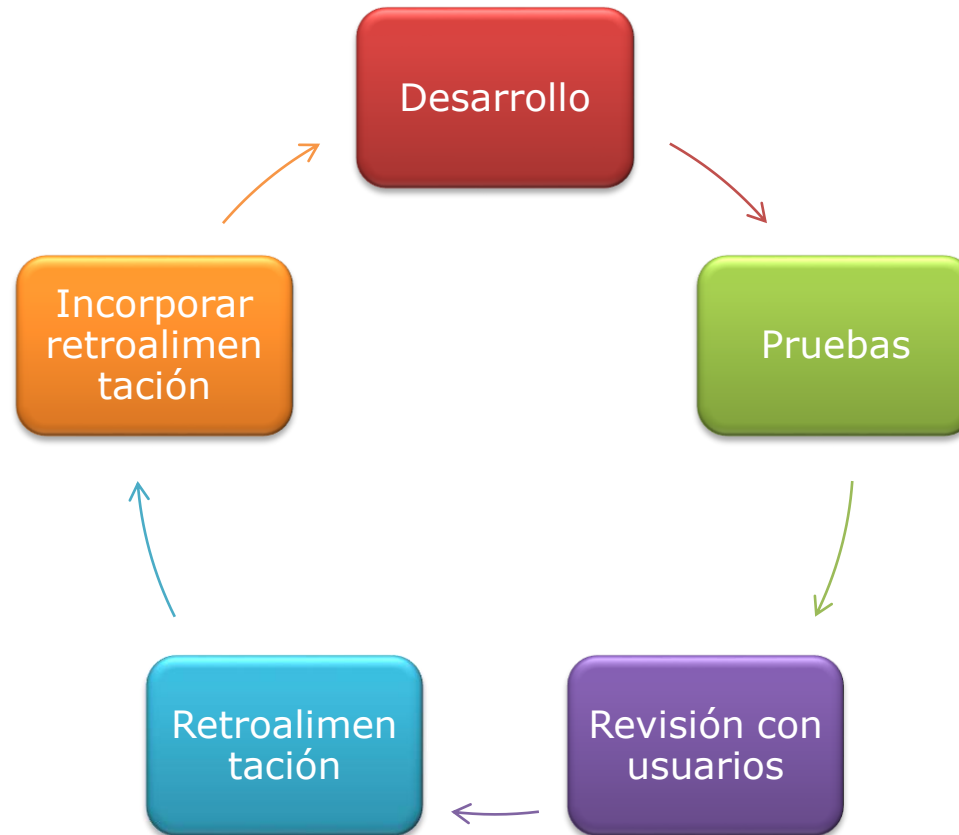 Desarrollo
Pruebas
Revisión con
usuarios
Retroalimen
tación
Incorporar
retroalimen
tación